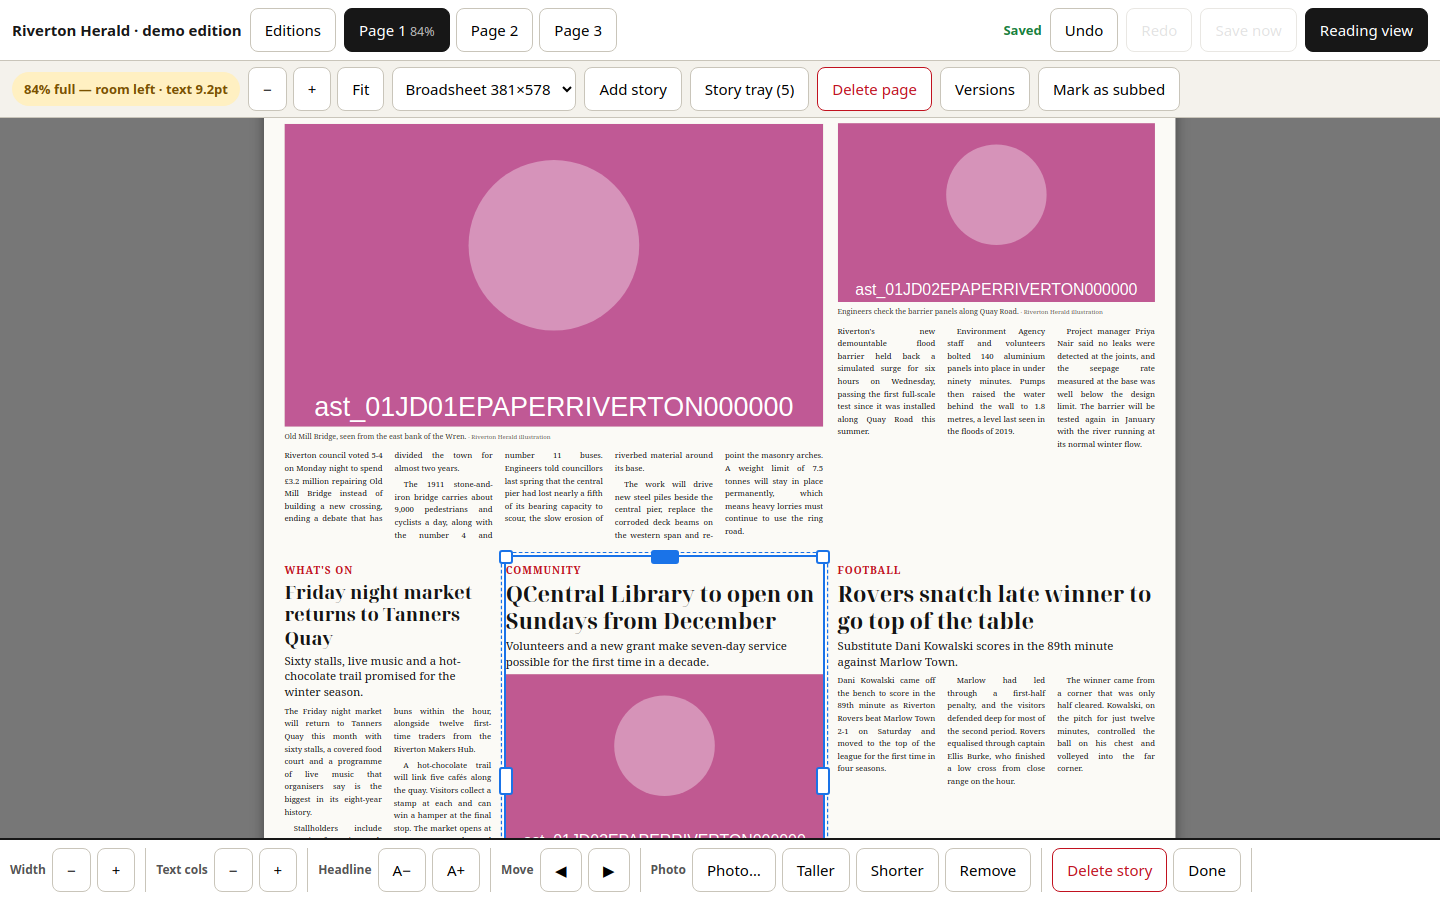 Riverton Herald · demo edition
Editions
Page 1 84%
Page 2
Page 3
Saved
Undo
Redo
Save now
Reading view
84% full — room left · text 9.2pt
−
+
Fit
Broadsheet 381×578
Add story
Story tray (5)
Delete page
Versions
Mark as subbed
ast_01JD01EPAPERRIVERTON000000
Old Mill Bridge, seen from the east bank of the Wren. · Riverton Herald illustration
Riverton council voted 5-4
on Monday night to spend
£3.2 million repairing Old
Mill Bridge instead of
building a new crossing,
ending a debate that has
divided the town for
almost two years.
The 1911 stone-and-
iron bridge carries about
9,000 pedestrians and
cyclists a day, along with
the number 4 and
number 11 buses.
Engineers told councillors
last spring that the central
pier had lost nearly a fifth
of its bearing capacity to
scour, the slow erosion of
riverbed material around
its base.
The work will drive
new steel piles beside the
central pier, replace the
corroded deck beams on
the western span and re-
point the masonry arches.
A weight limit of 7.5
tonnes will stay in place
permanently, which
means heavy lorries must
continue to use the ring
road.
ast_01JD02EPAPERRIVERTON000000
Engineers check the barrier panels along Quay Road. · Riverton Herald illustration
Riverton's new
demountable flood
barrier held back a
simulated surge for six
hours on Wednesday,
passing the first full-scale
test since it was installed
along Quay Road this
summer.
Environment Agency
staff and volunteers
bolted 140 aluminium
panels into place in under
ninety minutes. Pumps
then raised the water
behind the wall to 1.8
metres, a level last seen in
the floods of 2019.
Project manager Priya
Nair said no leaks were
detected at the joints, and
the seepage rate
measured at the base was
well below the design
limit. The barrier will be
tested again in January
with the river running at
its normal winter flow.
WHAT'S ON
Friday night market
returns to Tanners
Quay
Sixty stalls, live music and a hot-
chocolate trail promised for the
winter season.
The Friday night market
will return to Tanners
Quay this month with
sixty stalls, a covered food
court and a programme
of live music that
organisers say is the
biggest in its eight-year
history.
Stallholders include
buns within the hour,
alongside twelve first-
time traders from the
Riverton Makers Hub.
A hot-chocolate trail
will link five cafés along
the quay. Visitors collect a
stamp at each and can
win a hamper at the final
stop. The market opens at
COMMUNITY
QCentral Library to open on
Sundays from December
Volunteers and a new grant make seven-day service
possible for the first time in a decade.
ast_01JD03EPAPERRIVERTON000000
FOOTBALL
Rovers snatch late winner to
go top of the table
Substitute Dani Kowalski scores in the 89th minute
against Marlow Town.
Dani Kowalski came off
the bench to score in the
89th minute as Riverton
Rovers beat Marlow Town
2-1 on Saturday and
moved to the top of the
league for the first time in
four seasons.
Marlow had led
through a first-half
penalty, and the visitors
defended deep for most of
the second period. Rovers
equalised through captain
Ellis Burke, who finished
a low cross from close
range on the hour.
The winner came from
a corner that was only
half cleared. Kowalski, on
the pitch for just twelve
minutes, controlled the
ball on his chest and
volleyed into the far
corner.
Width
−
+
Text cols
−
+
Headline
A−
A+
Move
◀
▶
Photo
Photo…
Taller
Shorter
Remove
Delete story
Done